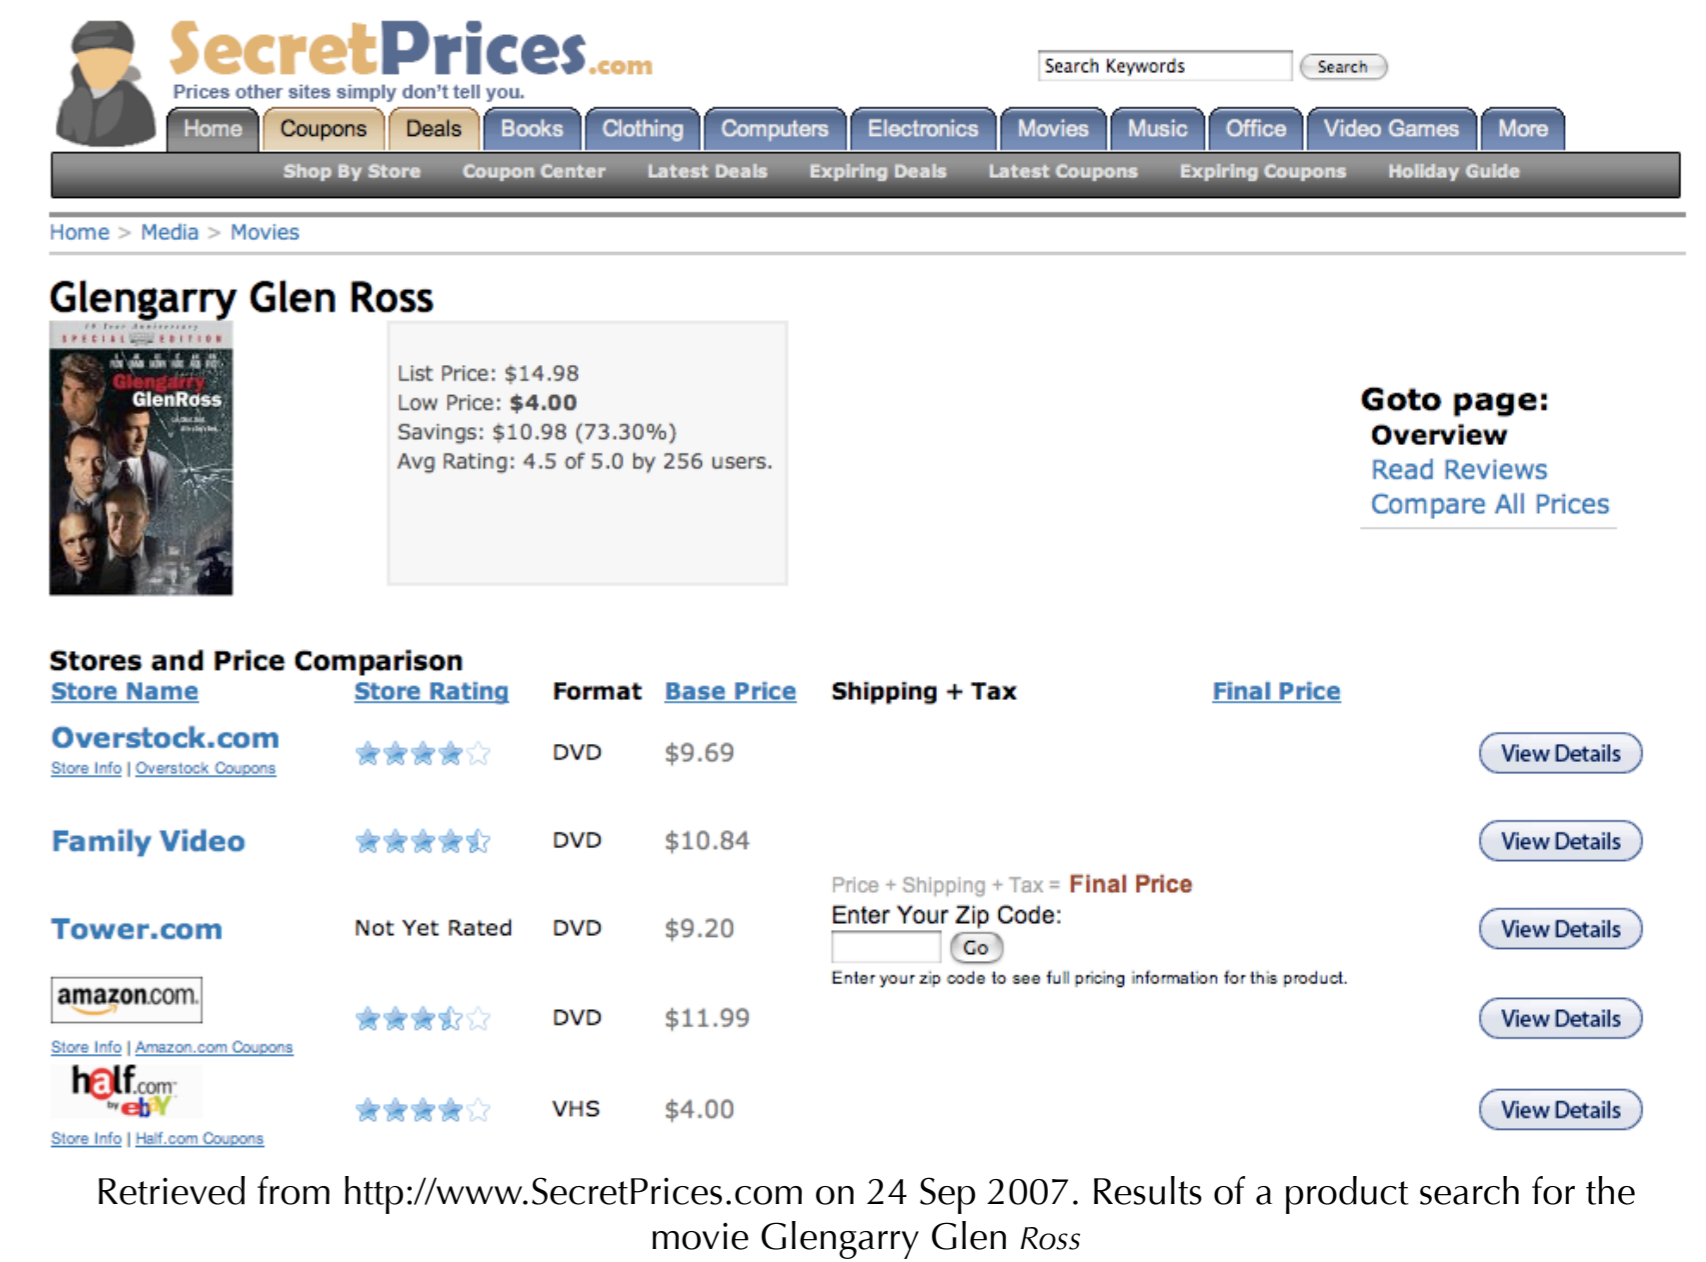 SecretPrices.com
Prices other sites simply don't tell you.
Search Keywords Search
Home Coupons Deals Books Clothing Computers Electronics Movies Music Office Video Games More
Shop By Store Coupon Center Latest Deals Expiring Deals Latest Coupons Expiring Coupons Holiday Guide
Home > Media > Movies
Glengarry Glen Ross
10 Year Anniversary
SPECIAL EDITION
Glengarry
GlenRoss
List Price: $14.98
Low Price: $4.00
Savings: $10.98 (73.30%)
Avg Rating: 4.5 of 5.0 by 256 users.
Goto page:
Overview
Read Reviews
Compare All Prices
Stores and Price Comparison
Store Name Store Rating Format Base Price Shipping + Tax Final Price
Overstock.com DVD $9.69 View Details
Store Info | Overstock Coupons
Family Video DVD $10.84 View Details
Price + Shipping + Tax = Final Price
Enter Your Zip Code:
Tower.com Not Yet Rated DVD $9.20 View Details
Go
Enter your zip code to see full pricing information for this product.
amazon.com. DVD $11.99 View Details
Store Info | Amazon.com Coupons
half.com™
by ebY VHS $4.00 View Details
Store Info | Half.com Coupons
Retrieved from http://www.SecretPrices.com on 24 Sep 2007. Results of a product search for the
movie Glengarry Glen Ross